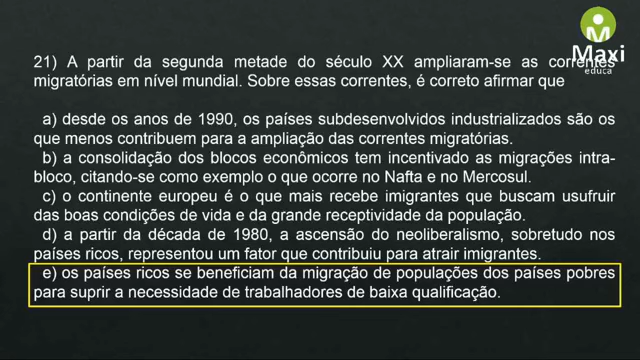 Maxi
educa
21) A partir da segunda metade do século XX ampliaram-se as correntes
migratórias em nível mundial. Sobre essas correntes, é correto afirmar que
a) desde os anos de 1990, os países subdesenvolvidos industrializados são os
que menos contribuem para a ampliação das correntes migratórias.
b) a consolidação dos blocos econômicos tem incentivado as migrações intra-
bloco, citando-se como exemplo o que ocorre no Nafta e no Mercosul.
c) o continente europeu é o que mais recebe imigrantes que buscam usufruir
das boas condições de vida e da grande receptividade da população.
d) a partir da década de 1980, a ascensão do neoliberalismo, sobretudo nos
países ricos, representou um fator que contribuiu para atrair imigrantes.
e) os países ricos se beneficiam da migração de populações dos países pobres
para suprir a necessidade de trabalhadores de baixa qualificação.